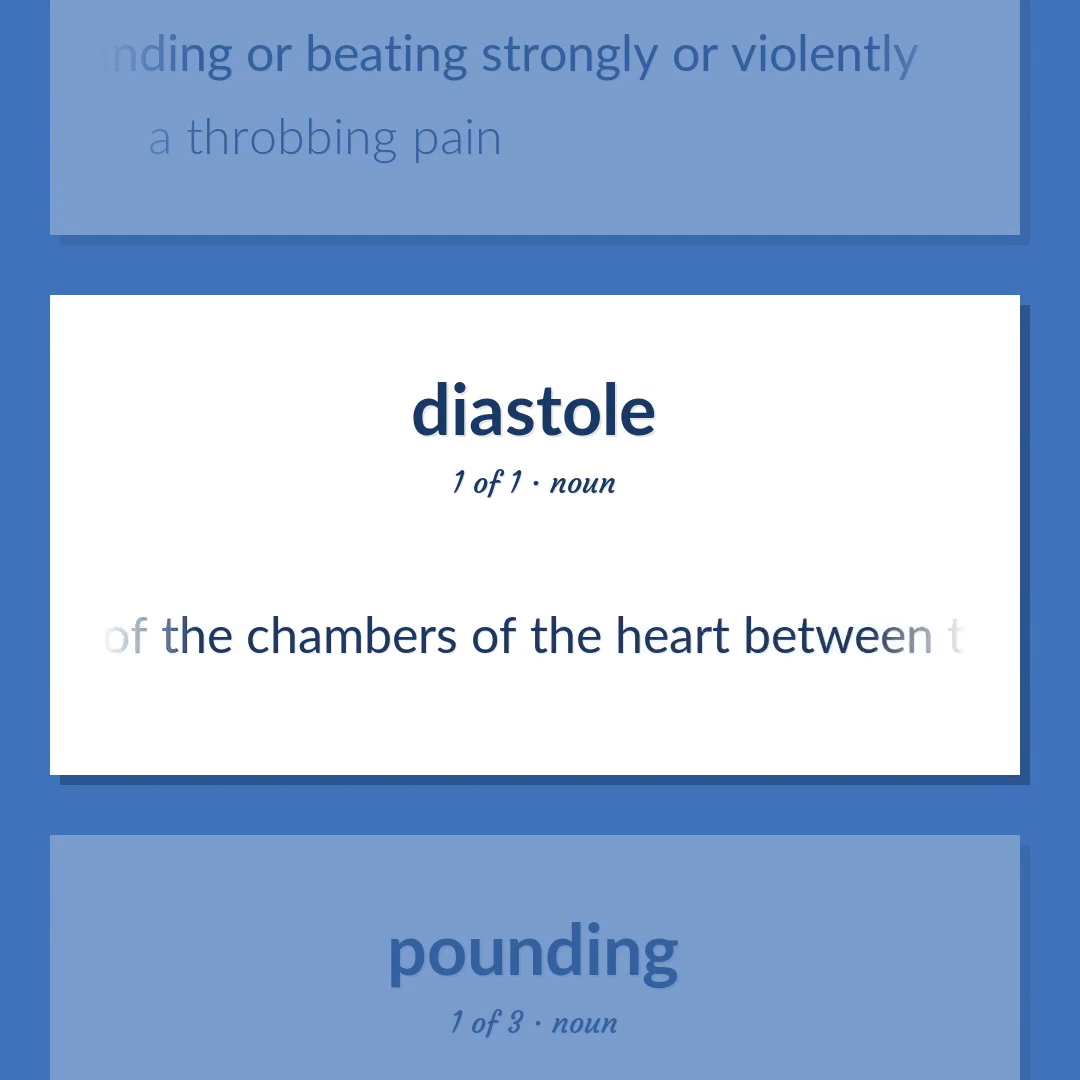 nding or beating strongly or violently
a throbbing pain
diastole
1 of 1 · noun
of the chambers of the heart between t
pounding
1 of 3 · noun